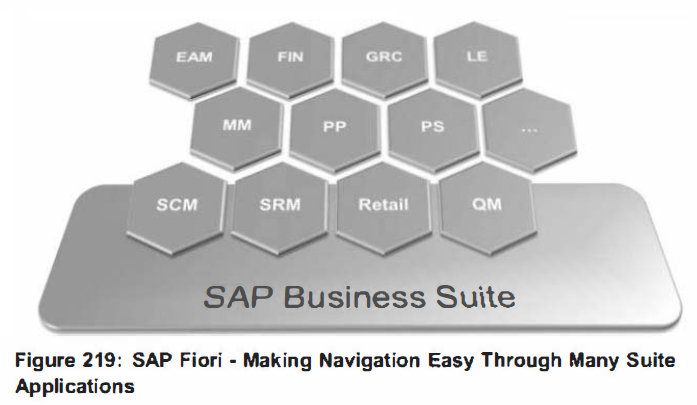 EAM FIN GRC LE
MM PP PS ...
SCM SRM Retail QM
SAP Business Suite
Figure 219: SAP Fiori - Making Navigation Easy Through Many Suite
Applications